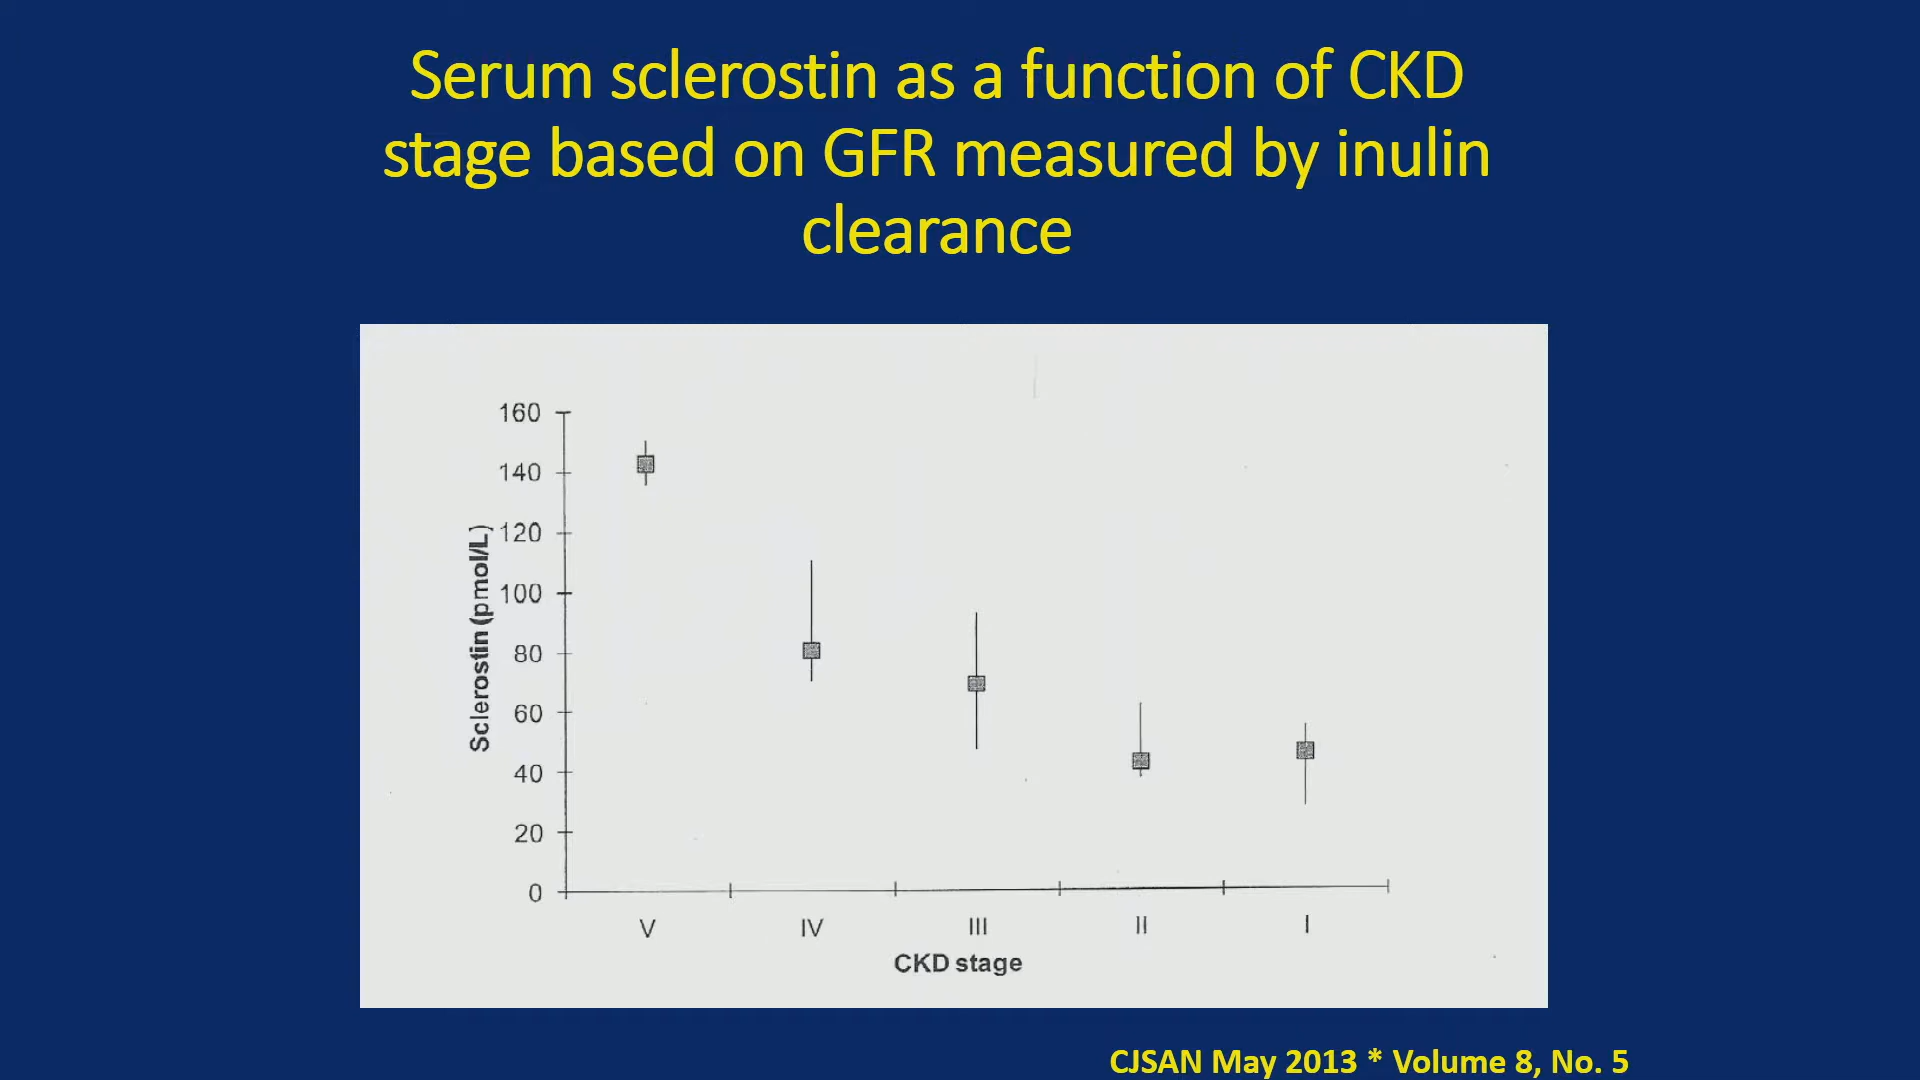 Serum sclerostin as a function of CKD
stage based on GFR measured by inulin
clearance
160
140
120
100
80
60
40
20
0
Sclerostin (pmol/L)
V IV III II I
CKD stage
CJSAN May 2013 * Volume 8, No. 5